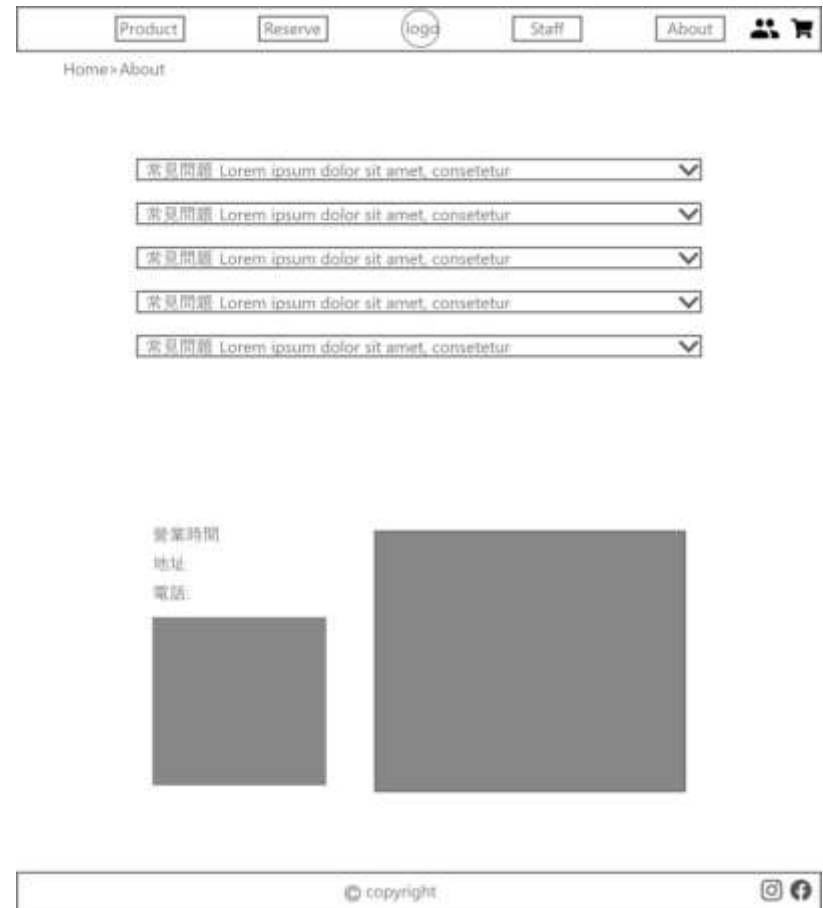 Product Reserve logo Staff About
Home>About
常見問題 Lorem ipsum dolor sit amet, consetetur
常見問題 Lorem ipsum dolor sit amet, consetetur
常見問題 Lorem ipsum dolor sit amet, consetetur
常見問題 Lorem ipsum dolor sit amet, consetetur
常見問題 Lorem ipsum dolor sit amet, consetetur
營業時間
地址:
電話:
© copyright